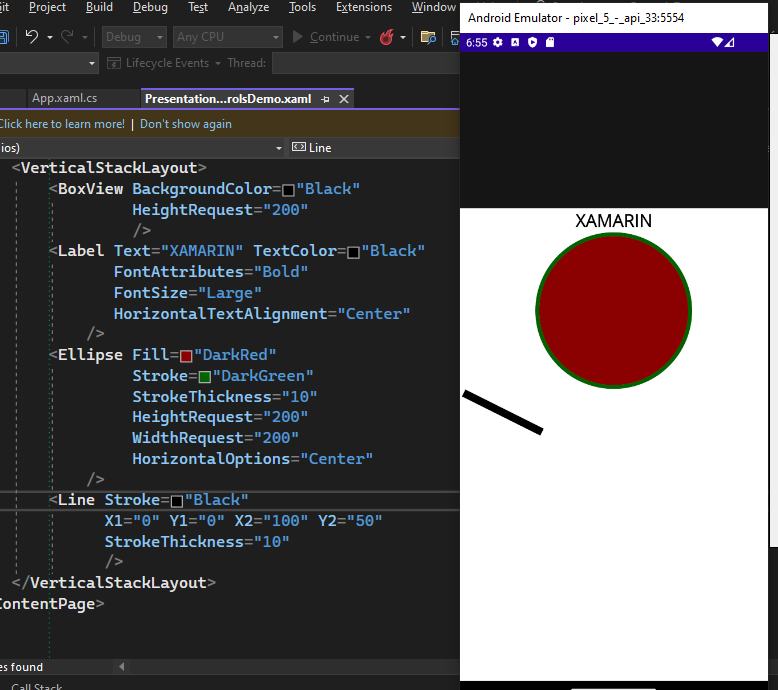 Git Project Build Debug Test Analyze Tools Extensions Window
Debug Any CPU Continue
Lifecycle Events Thread:
App.xaml.cs Presentation...rolsDemo.xaml
Click here to learn more! | Don't show again
ios) Line
<VerticalStackLayout>
<BoxView BackgroundColor="Black"
HeightRequest="200"
/>
<Label Text="XAMARIN" TextColor="Black"
FontAttributes="Bold"
FontSize="Large"
HorizontalTextAlignment="Center"
/>
<Ellipse Fill="DarkRed"
Stroke="DarkGreen"
StrokeThickness="10"
HeightRequest="200"
WidthRequest="200"
HorizontalOptions="Center"
/>
<Line Stroke="Black"
X1="0" Y1="0" X2="100" Y2="50"
StrokeThickness="10"
/>
</VerticalStackLayout>
ContentPage>
es found
Call Stack
Android Emulator - pixel_5_-_api_33:5554
6:55
XAMARIN